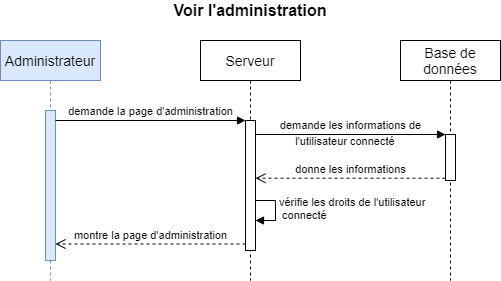 Voir l'administration
Administrateur
Serveur
Base de
données
demande la page d'administration
demande les informations de
l'utilisateur connecté
donne les informations
vérifie les droits de l'utilisateur
connecté
montre la page d'administration